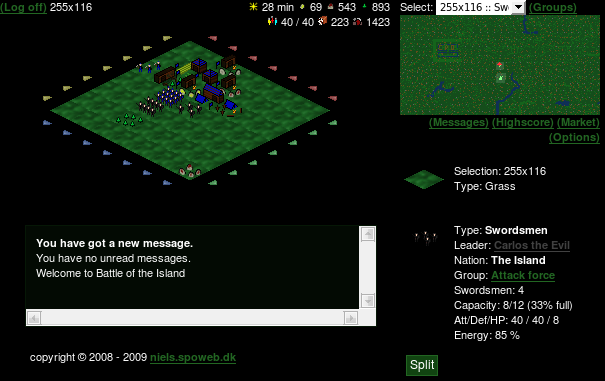 (Log off) 255x116
28 min 69 543 893
40 / 40 223 1423
Select: 255x116 :: Sw
(Groups)
(Messages) (Highscore) (Market)
(Options)
Selection: 255x116
Type: Grass
You have got a new message.
You have no unread messages.
Welcome to Battle of the Island
Type: Swordsmen
Leader: Carlos the Evil
Nation: The Island
Group: Attack force
Swordsmen: 4
Capacity: 8/12 (33% full)
Att/Def/HP: 40 / 40 / 8
Energy: 85 %
Split
copyright © 2008 - 2009 niels.spoweb.dk